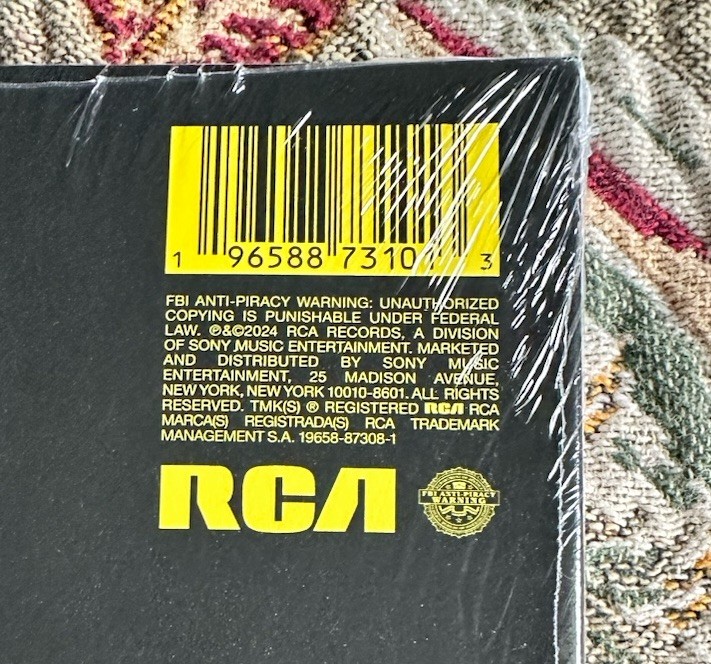 1 96588 73101 3
FBI ANTI-PIRACY WARNING: UNAUTHORIZED
COPYING IS PUNISHABLE UNDER FEDERAL
LAW. ℗&©2024 RCA RECORDS, A DIVISION
OF SONY MUSIC ENTERTAINMENT. MARKETED
AND DISTRIBUTED BY SONY MUSIC
ENTERTAINMENT, 25 MADISON AVENUE,
NEW YORK, NEW YORK 10010-8601. ALL RIGHTS
RESERVED. TMK(S) ® REGISTERED RCA RCA
MARCA(S) REGISTRADA(S) RCA TRADEMARK
MANAGEMENT S.A. 19658-87308-1
RCA
FBI ANTI-PIRACY
WARNING